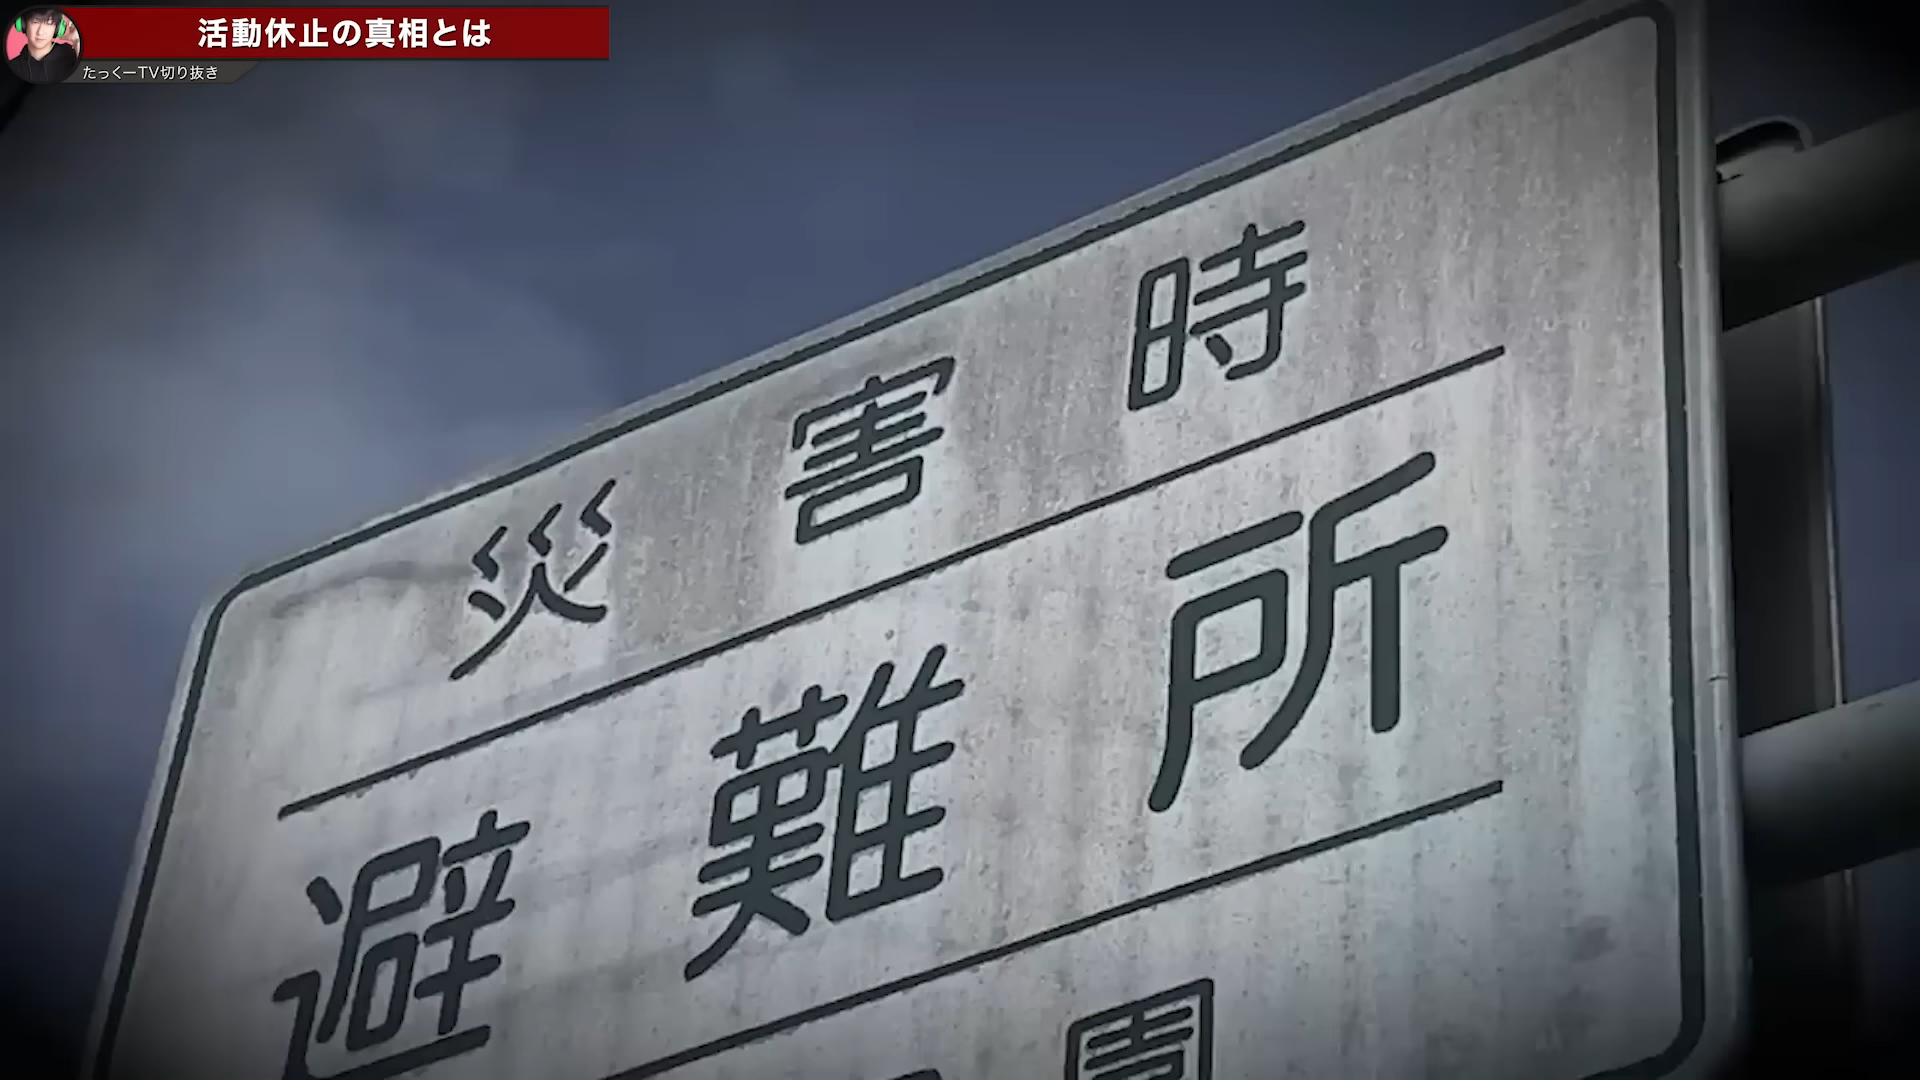 活動休止の真相とは
たっくーTV切り抜き
災害時
避難所